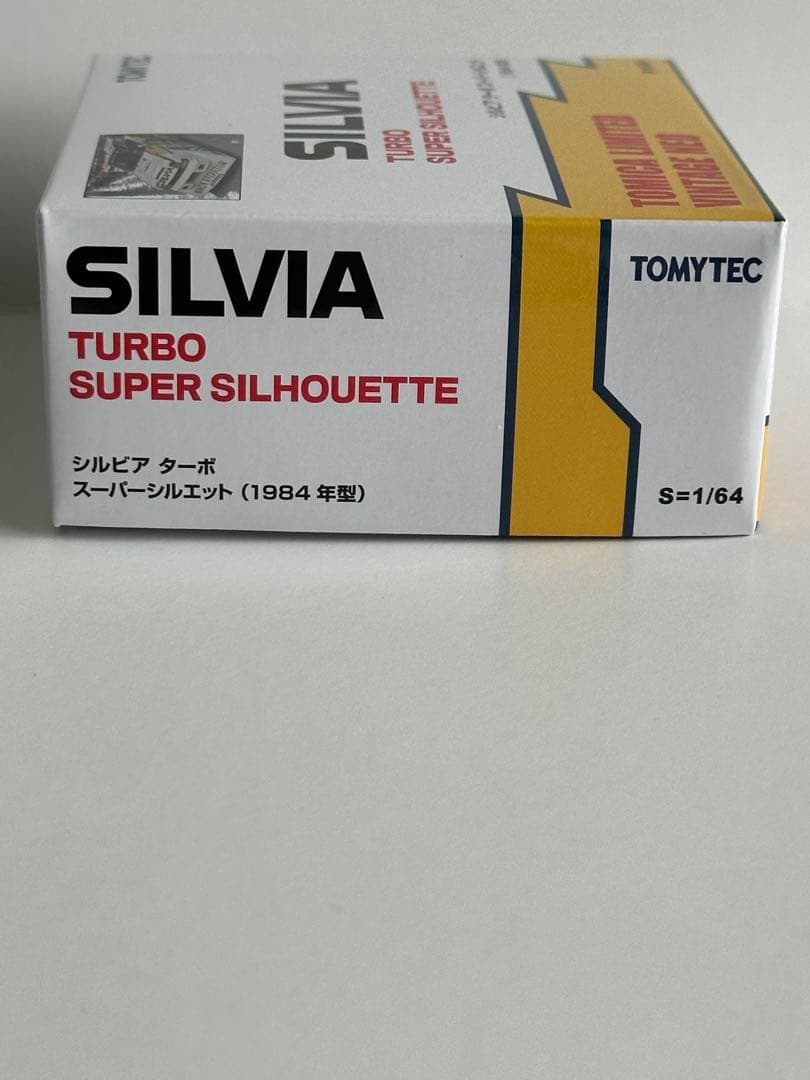 TOMYTEC
SILVIA
TURBO
SUPER SILHOUETTE
TOMICA LIMITED
VINTAGE NEO
SILVIA
TURBO
SUPER SILHOUETTE
シルビア ターボ
スーパーシルエット（1984 年型）
TOMYTEC
S=1/64